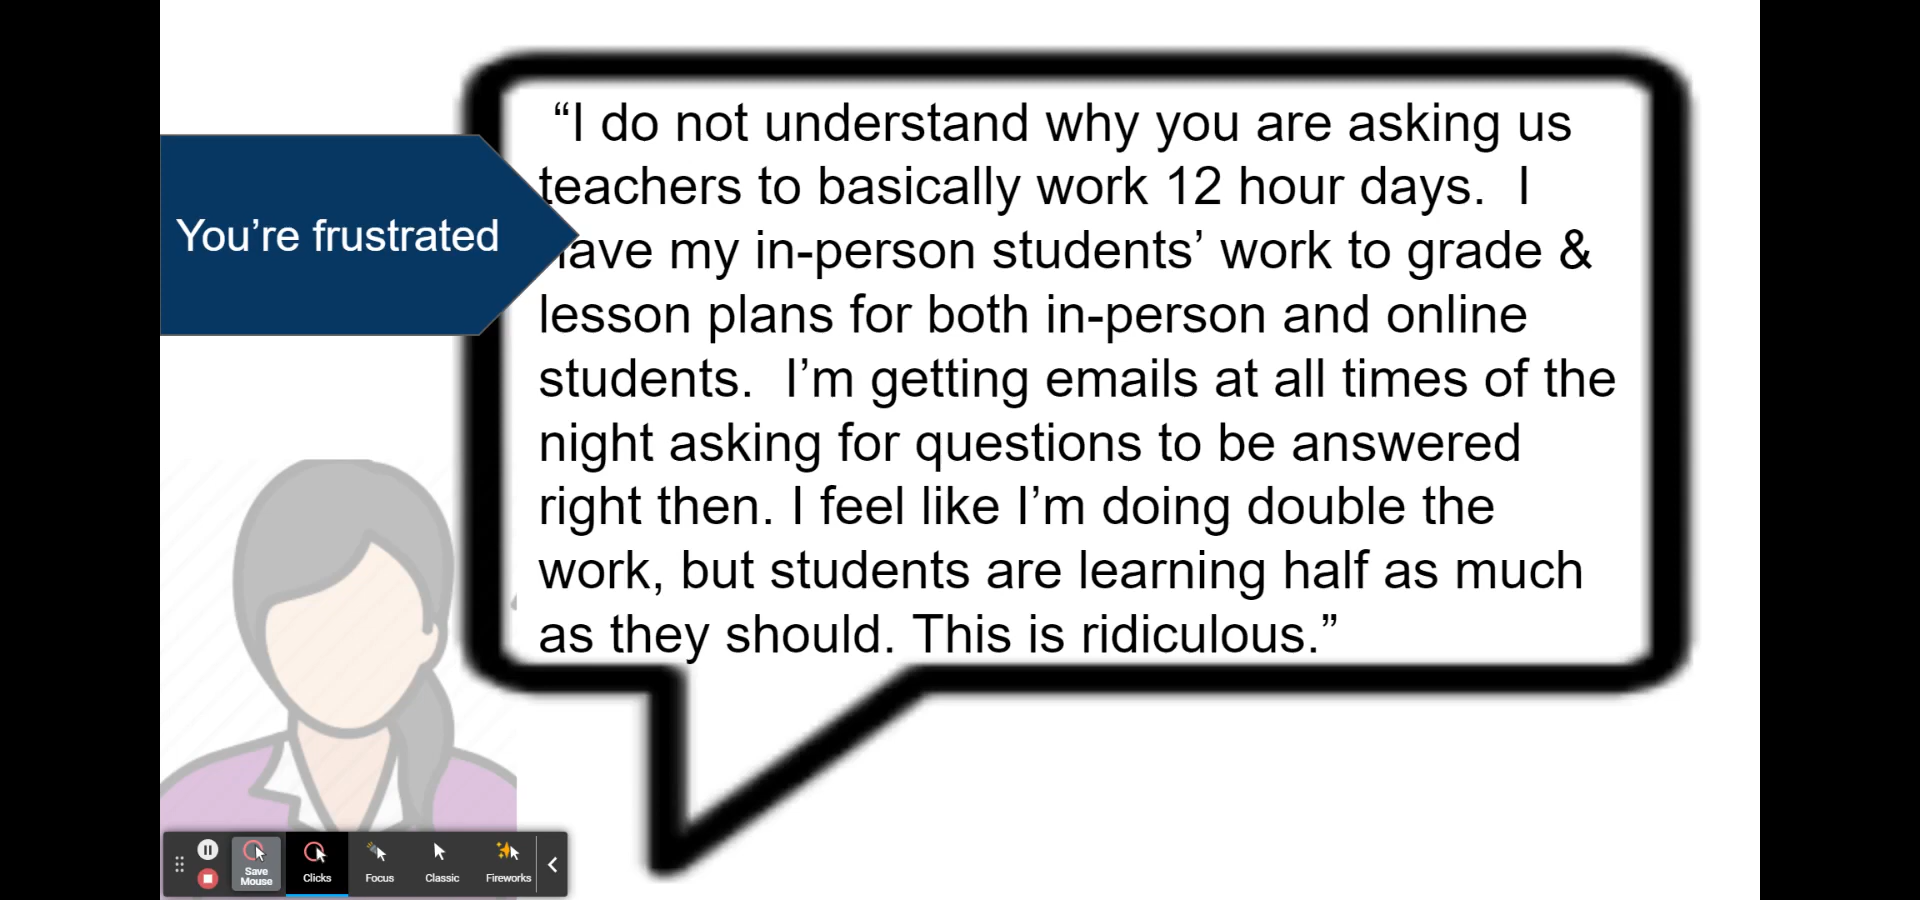 You’re frustrated
“I do not understand why you are asking us
teachers to basically work 12 hour days. I
have my in-person students’ work to grade &
lesson plans for both in-person and online
students. I’m getting emails at all times of the
night asking for questions to be answered
right then. I feel like I’m doing double the
work, but students are learning half as much
as they should. This is ridiculous.”
Save
Mouse
Clicks
Focus
Classic
Fireworks